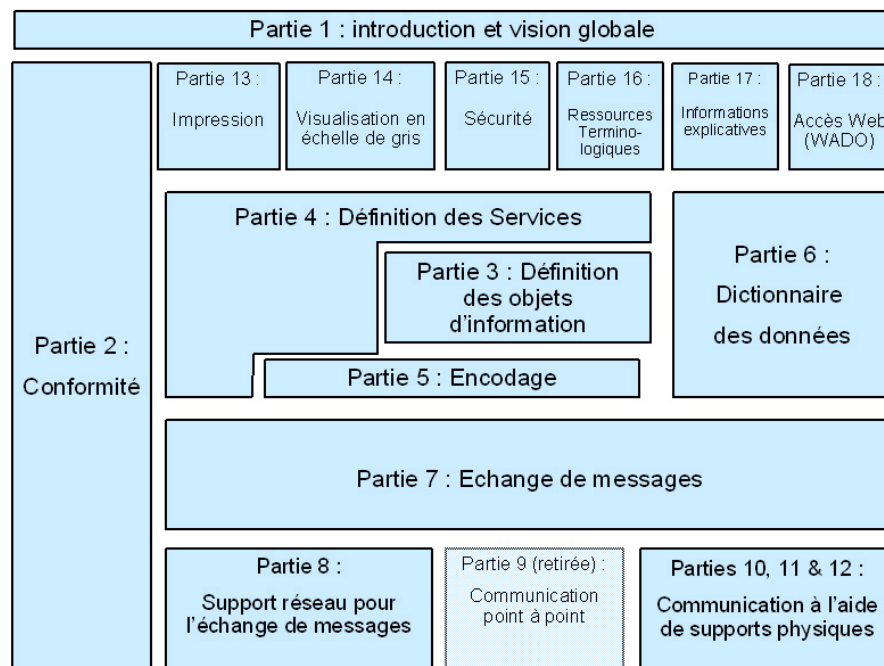 Partie 1 : introduction et vision globale
Partie 13 :
Impression
Partie 14 :
Visualisation en
échelle de gris
Partie 15 :
Sécurité
Partie 16 :
Ressources
Termino-
logiques
Partie 17 :
Informations
explicatives
Partie 18 :
Accès Web
(WADO)
Partie 2 :
Conformité
Partie 4 : Définition des Services
Partie 3 : Définition
des objets
d'information
Partie 5 : Encodage
Partie 6 :
Dictionnaire
des données
Partie 7 : Echange de messages
Partie 8 :
Support réseau pour
l'échange de messages
Partie 9 (retirée) :
Communication
point à point
Parties 10, 11 & 12 :
Communication à l'aide
de supports physiques